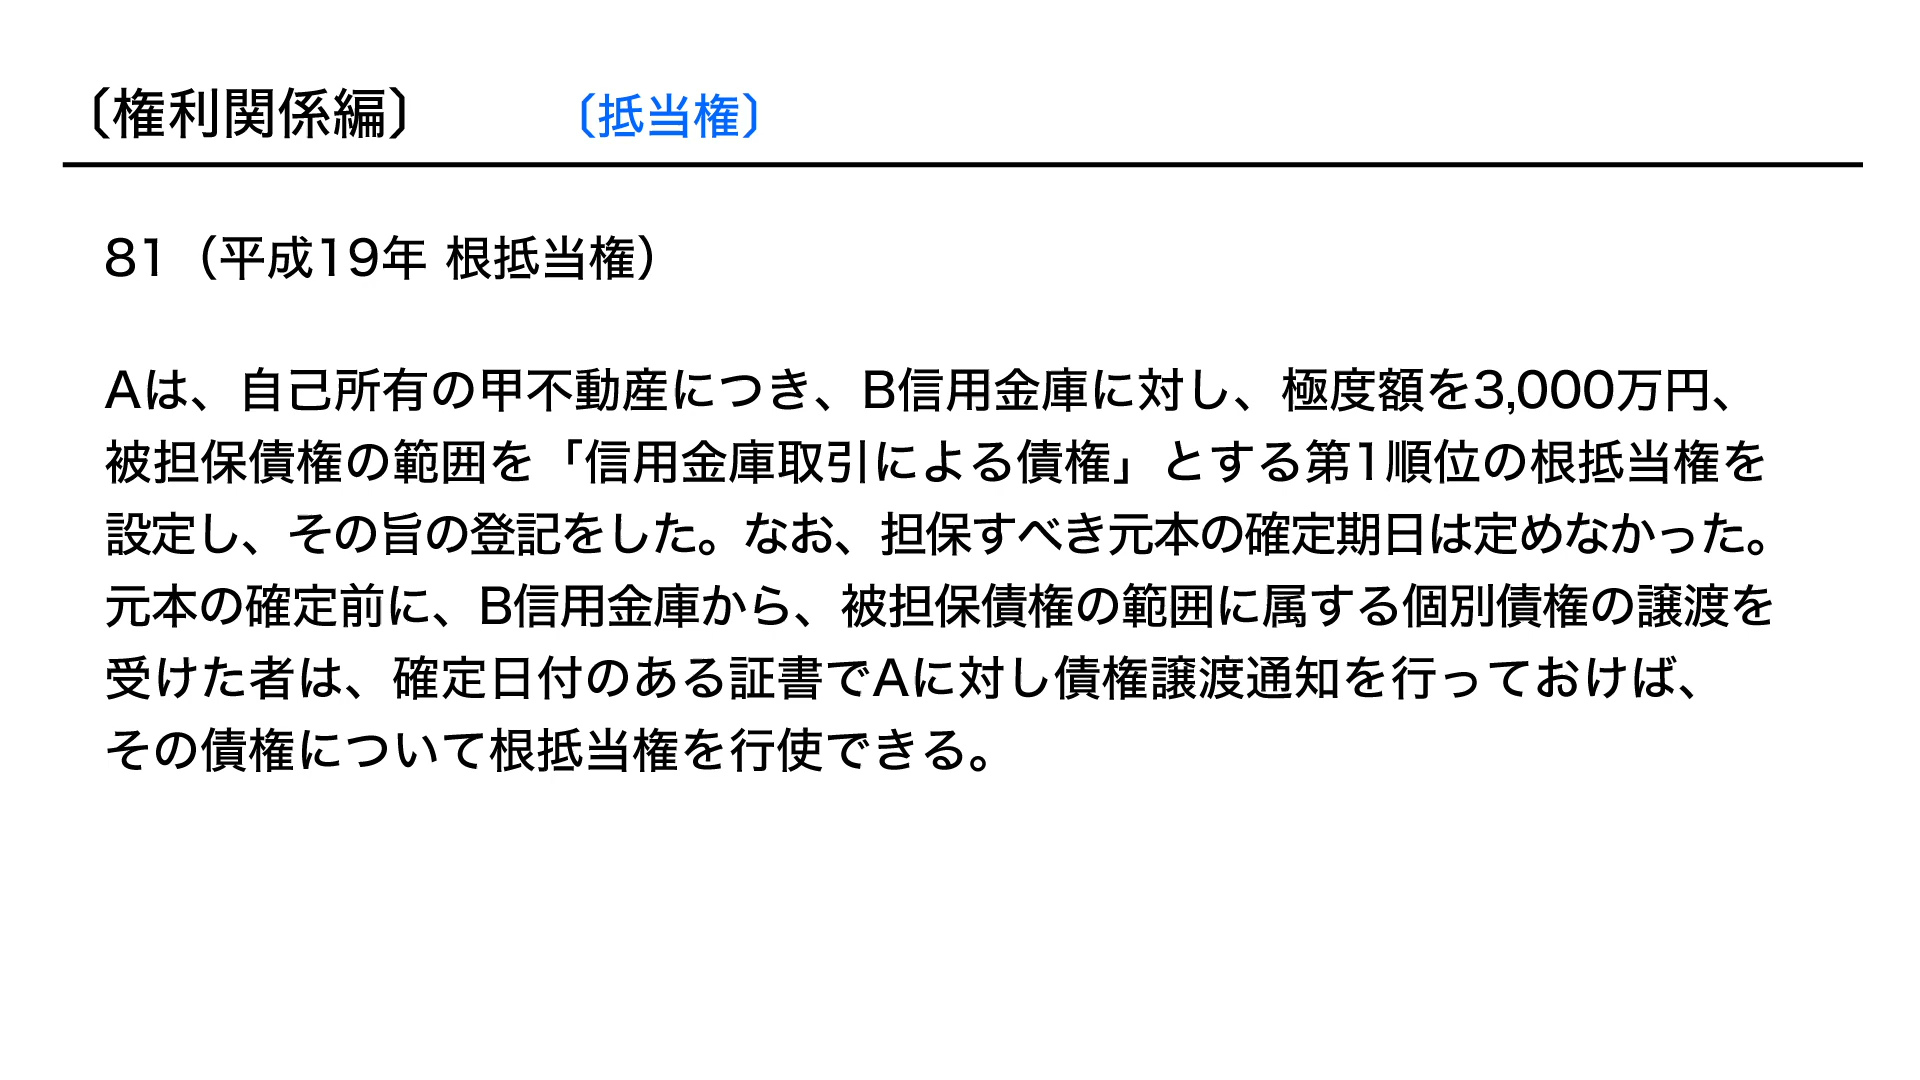 〔権利関係編〕 〔抵当権〕
81（平成19年 根抵当権）
Aは、自己所有の甲不動産につき、B信用金庫に対し、極度額を3,000万円、
被担保債権の範囲を「信用金庫取引による債権」とする第1順位の根抵当権を
設定し、その旨の登記をした。なお、担保すべき元本の確定期日は定めなかった。
元本の確定前に、B信用金庫から、被担保債権の範囲に属する個別債権の譲渡を
受けた者は、確定日付のある証書でAに対し債権譲渡通知を行っておけば、
その債権について根抵当権を行使できる。